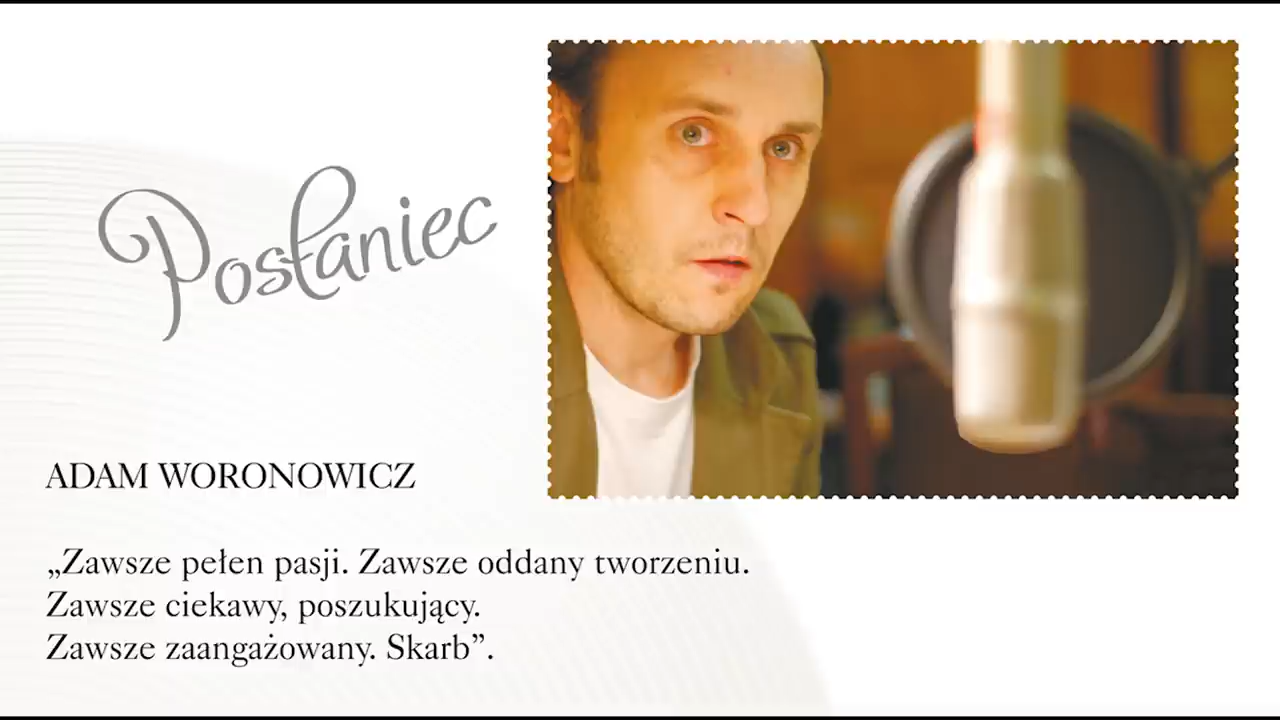 Posłaniec
ADAM WORONOWICZ
„Zawsze pełen pasji. Zawsze oddany tworzeniu.
Zawsze ciekawy, poszukujący.
Zawsze zaangażowany. Skarb”.